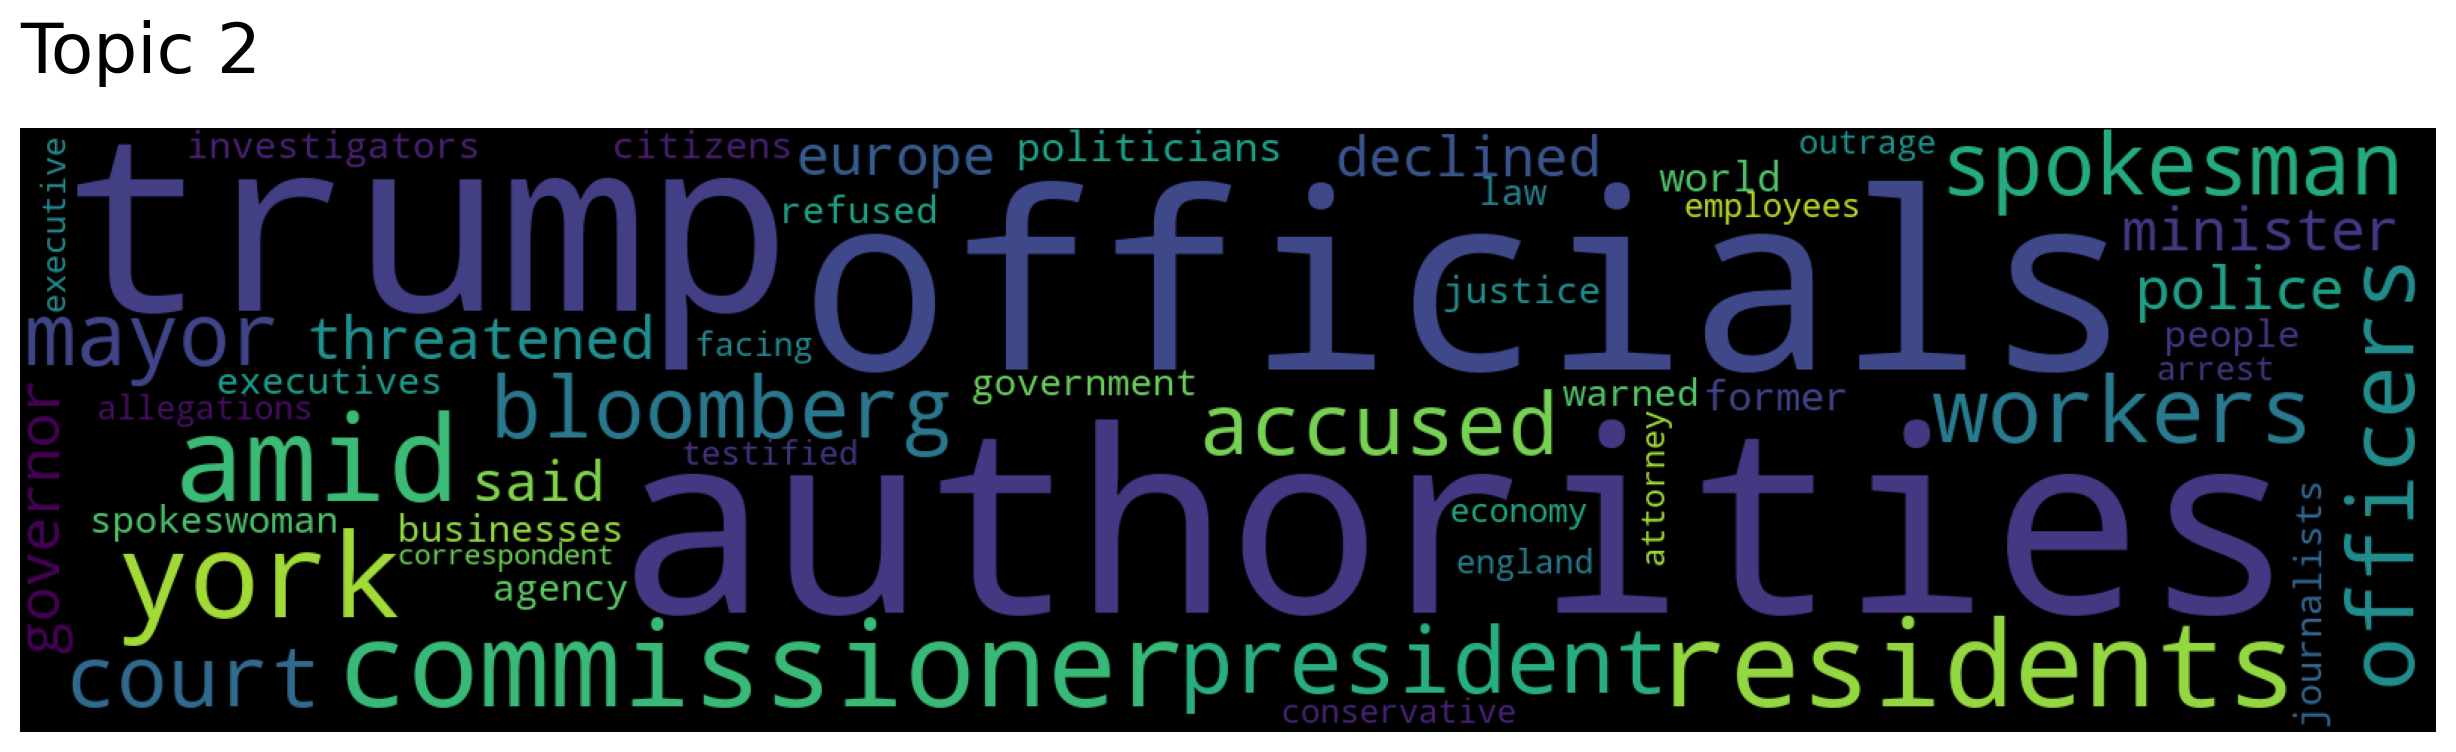 Topic 2
executive
investigators
citizens
europe
politicians
declined
outrage
spokesman
trump
officials
refused
law
world
employees
minister
justice
police
officers
mayor
threatened
facing
people
arrest
executives
government
warned
former
governor
allegations
bloomberg
accused
workers
amid
testified
attorney
said
authorities
spokeswoman
businesses
economy
journalists
york
correspondent
england
agency
court
commissioner
president
residents
conservative